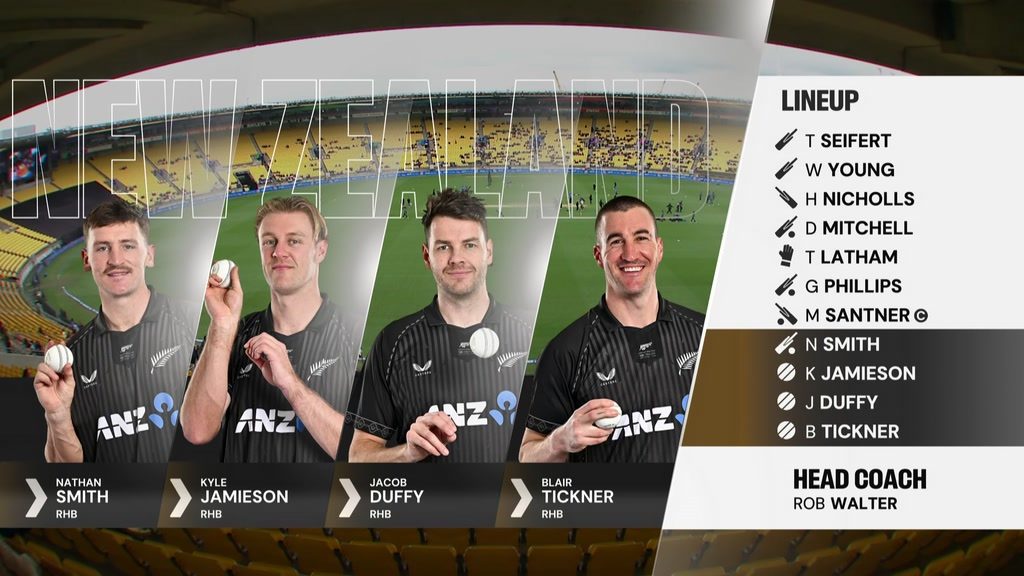 NEW ZEALAND
LINEUP
T SEIFERT
W YOUNG
H NICHOLLS
D MITCHELL
T LATHAM
G PHILLIPS
M SANTNER C
N SMITH
K JAMIESON
J DUFFY
B TICKNER
HEAD COACH
ROB WALTER
ANZ
ANZ
ANZ
ANZ
NATHAN
SMITH
RHB
KYLE
JAMIESON
RHB
JACOB
DUFFY
RHB
BLAIR
TICKNER
RHB